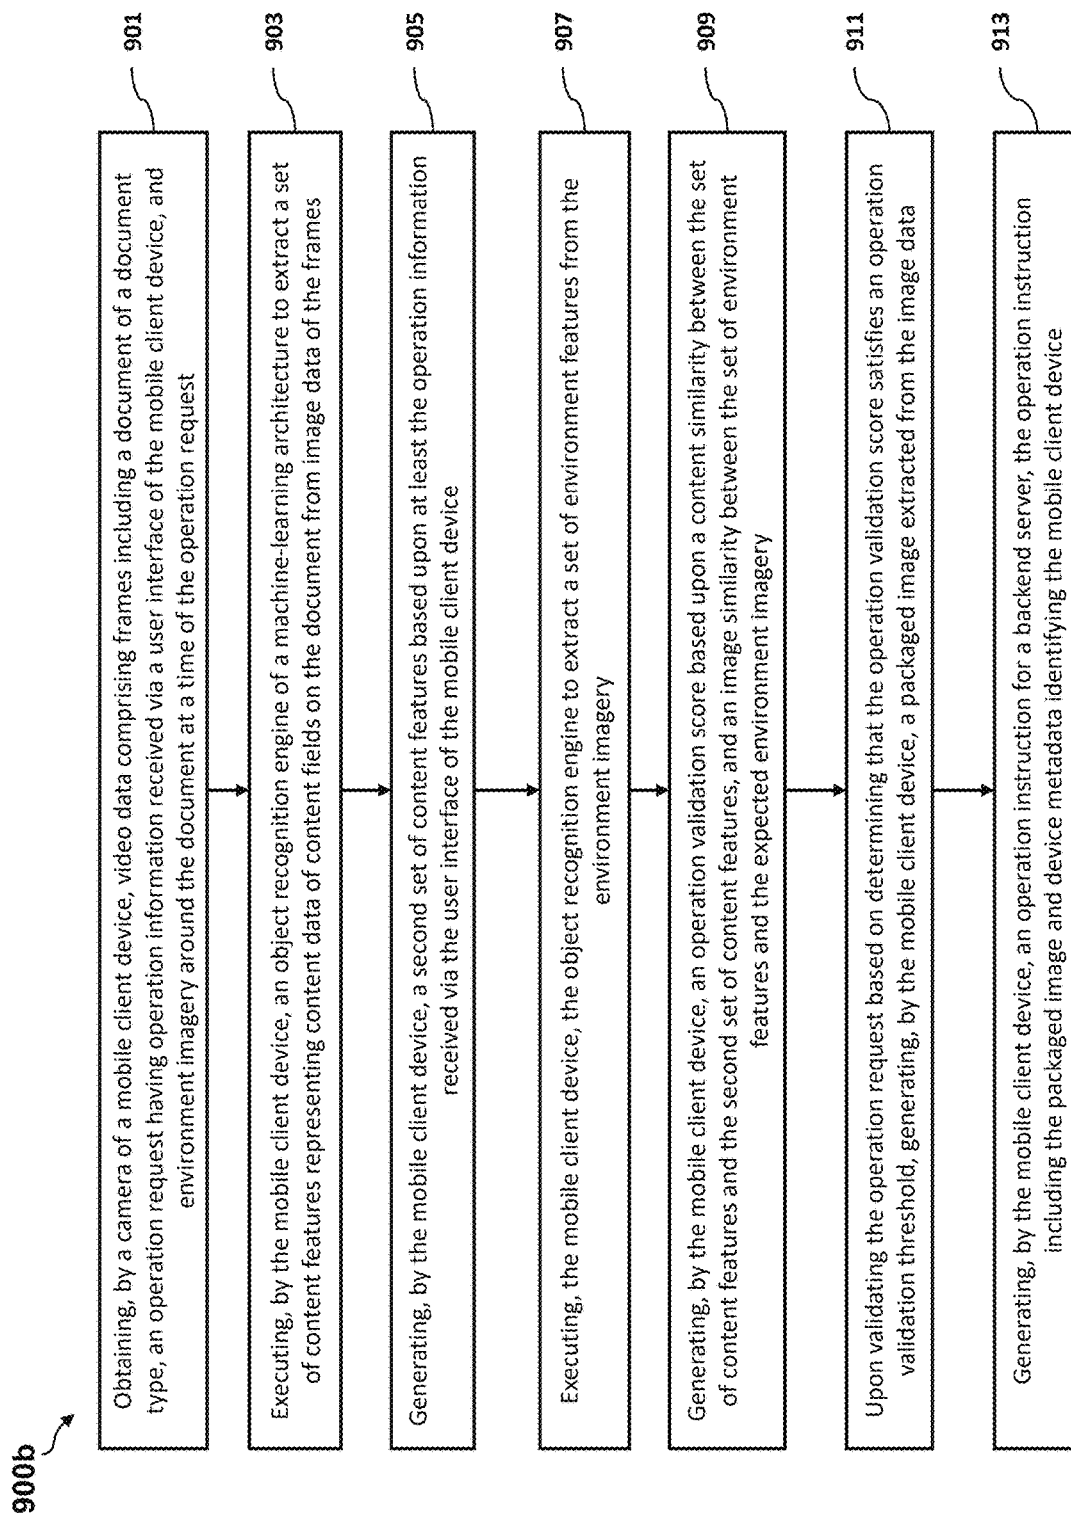 900b
901
Obtaining, by a camera of a mobile client device, video data comprising frames including a document of a document
type, an operation request having operation information received via a user interface of the mobile client device, and
environment imagery around the document at a time of the operation request
903
Executing, by the mobile client device, an object recognition engine of a machine-learning architecture to extract a set
of content features representing content data of content fields on the document from image data of the frames
905
Generating, by the mobile client device, a second set of content features based upon at least the operation information
received via the user interface of the mobile client device
907
Executing, the mobile client device, the object recognition engine to extract a set of environment features from the
environment imagery
909
Generating, by the mobile client device, an operation validation score based upon a content similarity between the set
of content features and the second set of content features, and an image similarity between the set of environment
features and the expected environment imagery
911
Upon validating the operation request based on determining that the operation validation score satisfies an operation
validation threshold, generating, by the mobile client device, a packaged image extracted from the image data
913
Generating, by the mobile client device, an operation instruction for a backend server, the operation instruction
including the packaged image and device metadata identifying the mobile client device